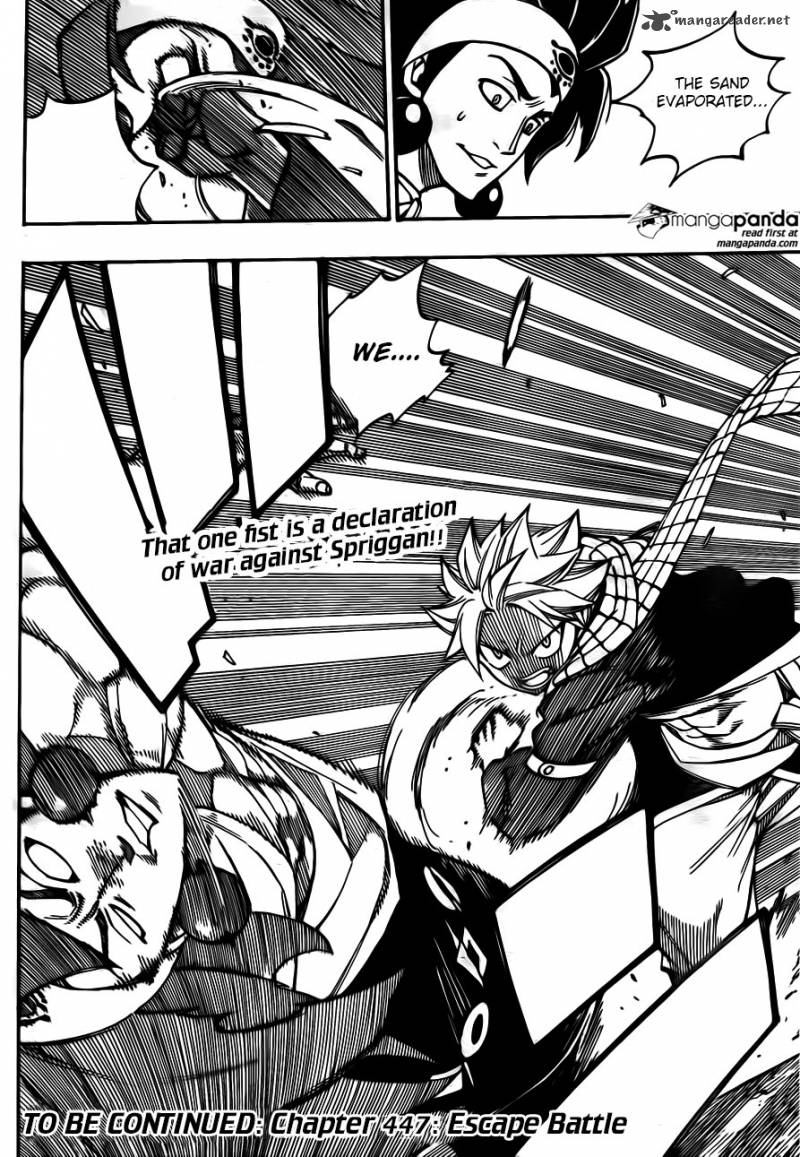 mangareader.net
THE SAND
EVAPORATED...
mangapanda
read first at
mangapanda.com
WE....
That one fist is a declaration
of war against Spriggan!!
TO BE CONTINUED: Chapter 447: Escape Battle